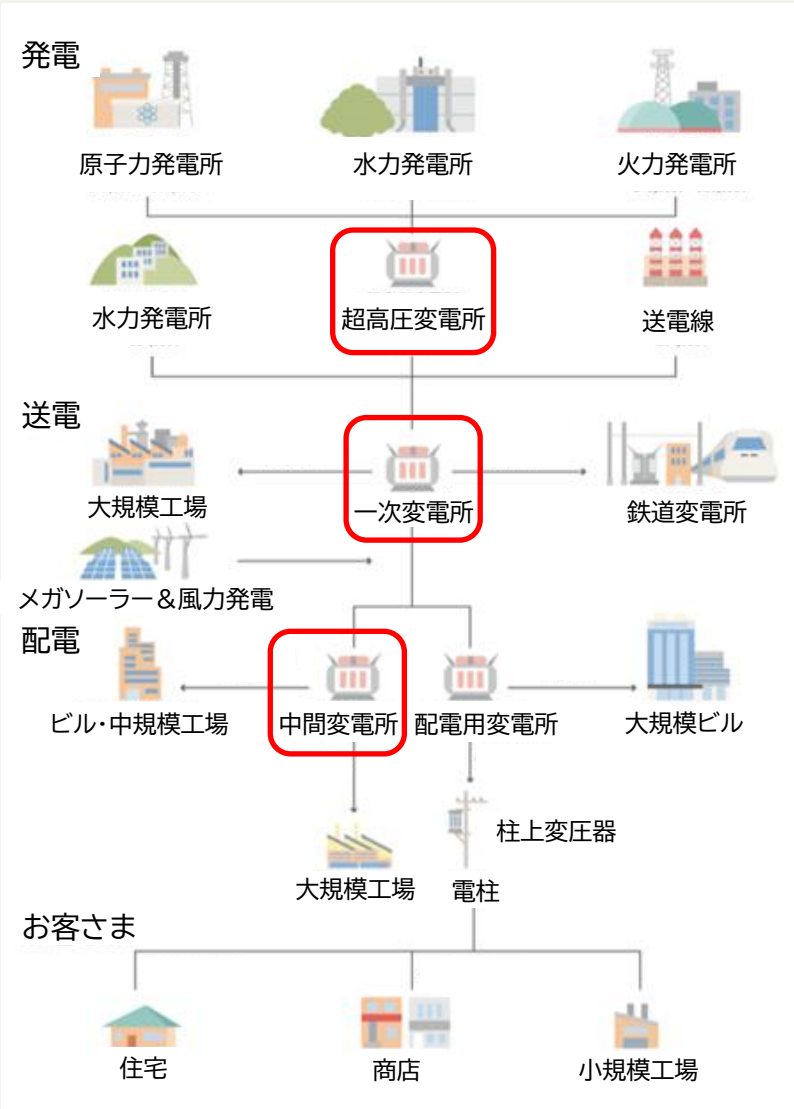 発電
原子力発電所
水力発電所
火力発電所
水力発電所
超高圧変電所
送電線
送電
大規模工場
一次変電所
鉄道変電所
メガソーラー＆風力発電
配電
ビル・中規模工場
中間変電所
配電用変電所
大規模ビル
柱上変圧器
大規模工場
電柱
お客さま
住宅
商店
小規模工場